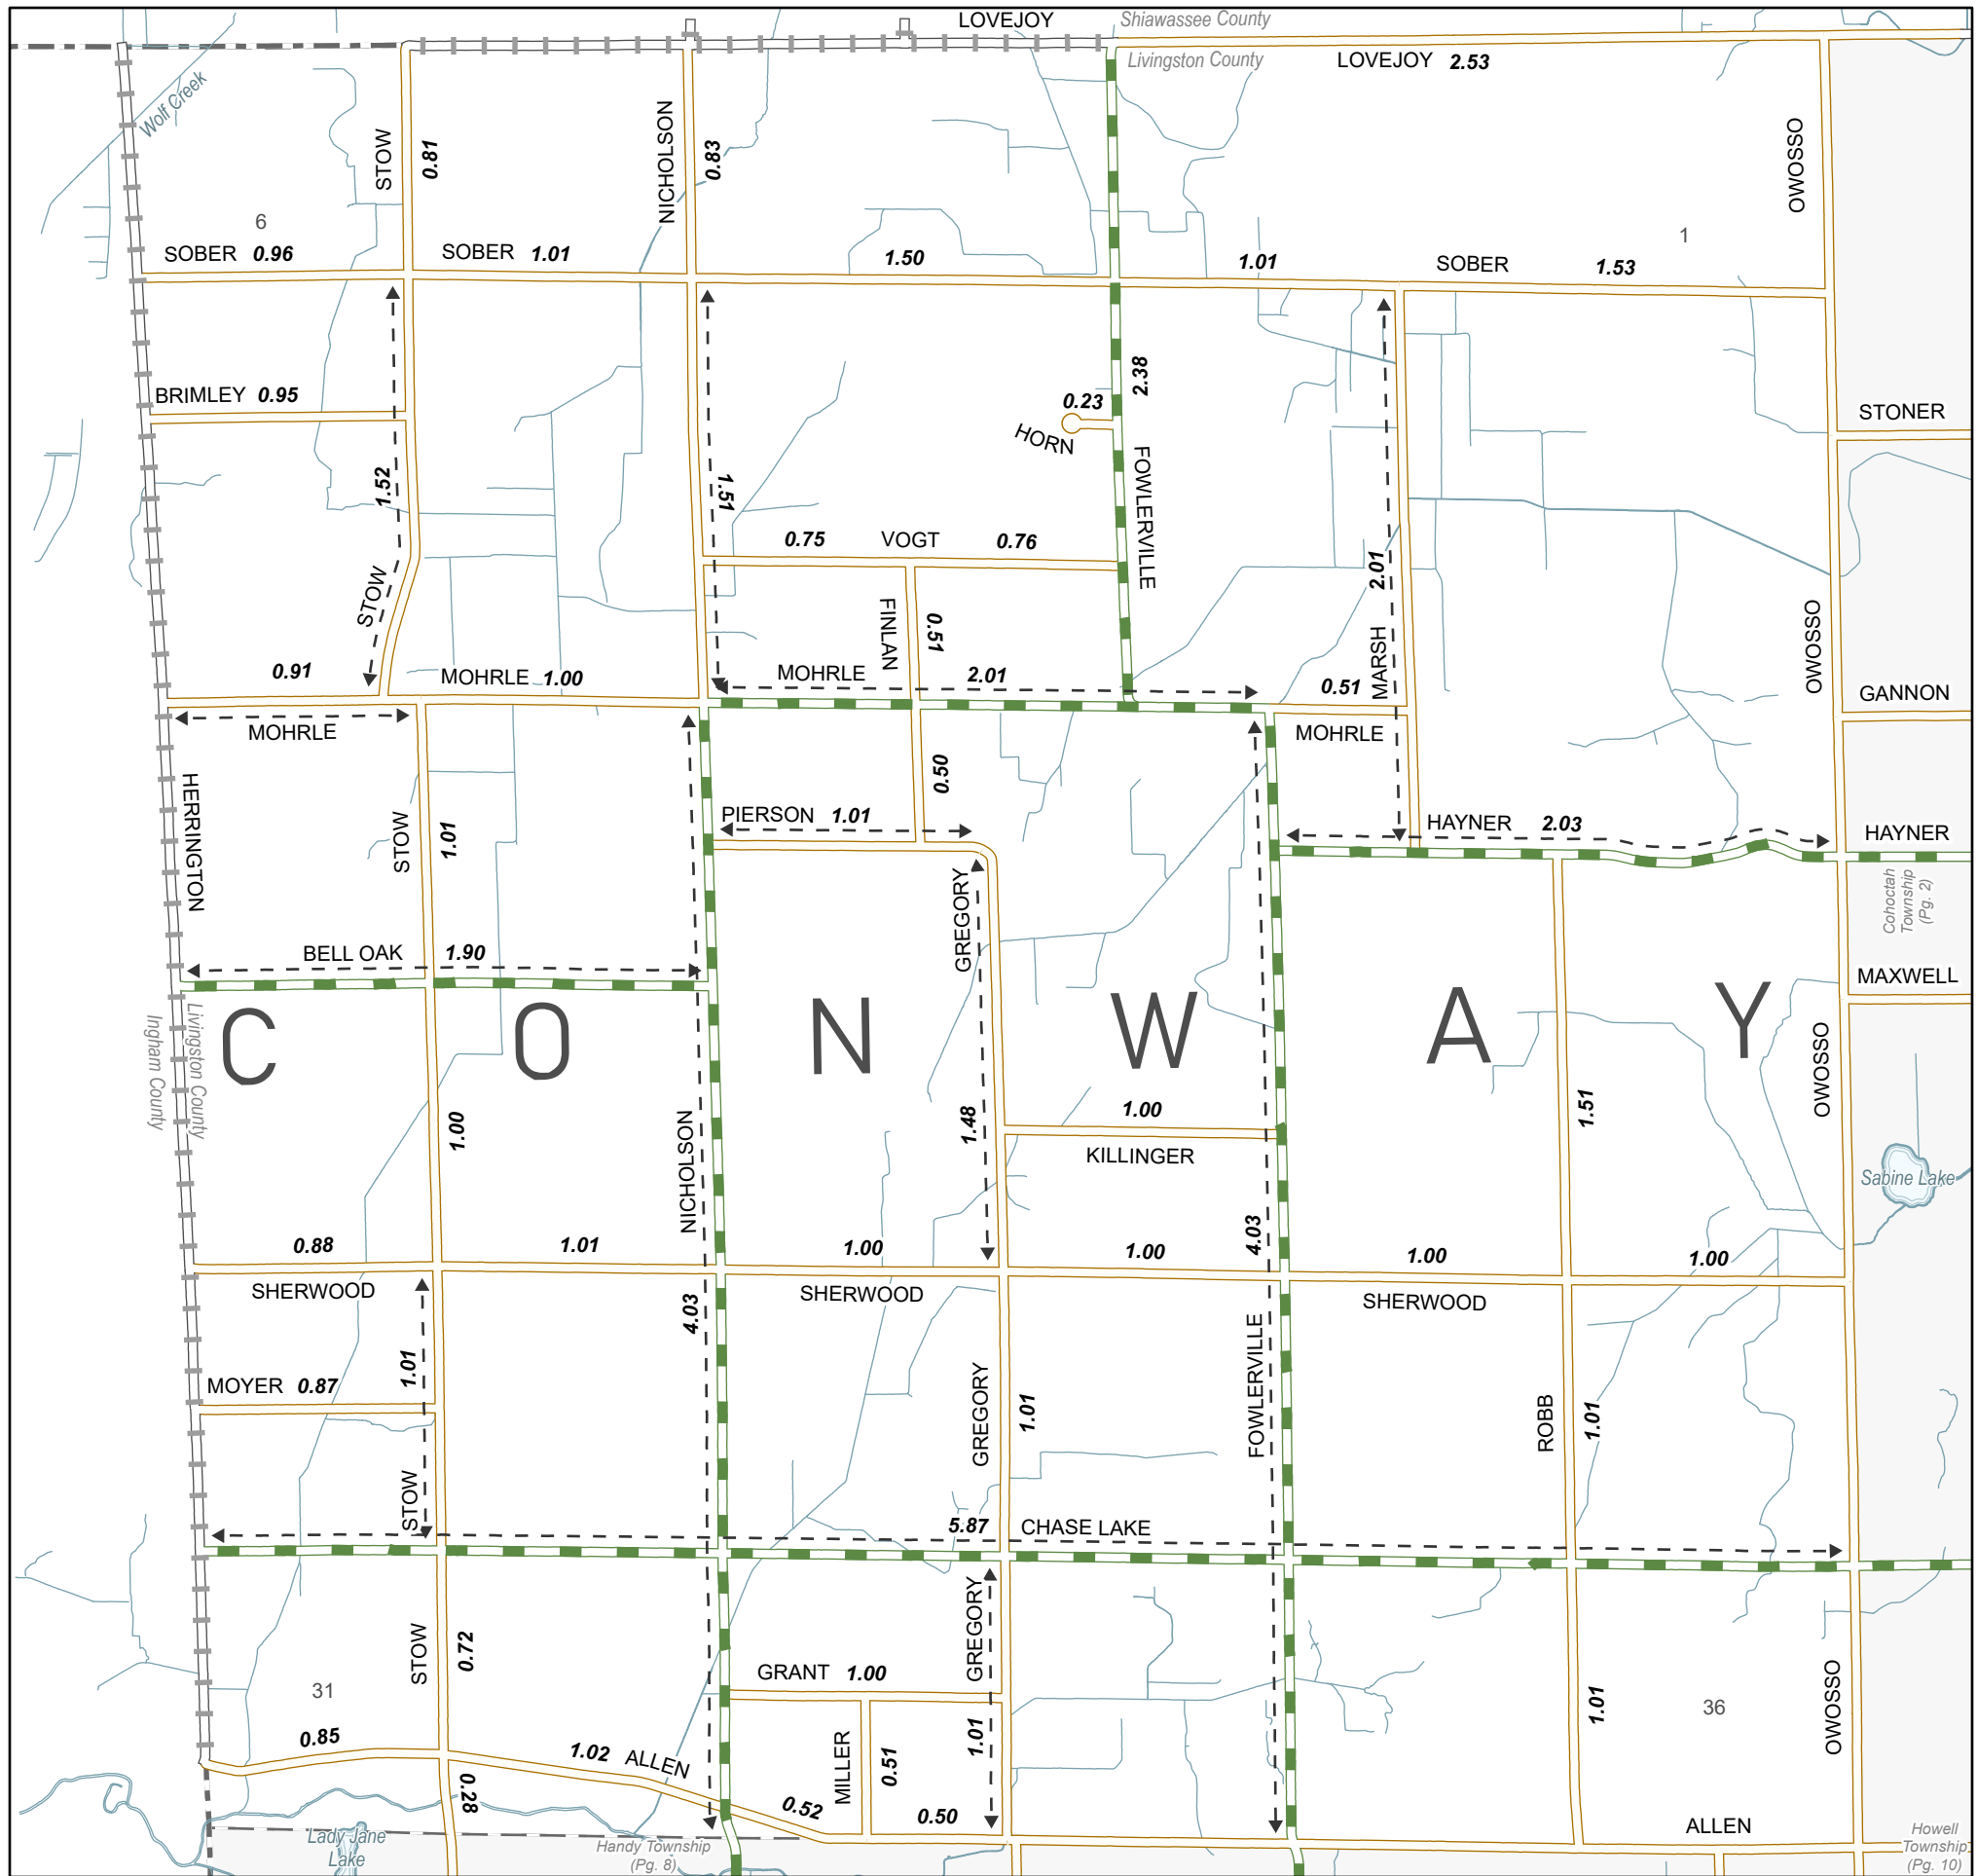 LOVEJOY
Shiawassee County
Livingston County
LOVEJOY 2.53
Wolf Creek
STOW
0.81
NICHOLSON
0.83
OWOSSO
6
1
SOBER 0.96
SOBER 1.01
1.50
1.01
SOBER
1.53
BRIMLEY 0.95
2.38
0.23
HORN
STONER
1.52
1.51
FOWLERVILLE
0.75
VOGT
0.76
2.01
STOW
FINLAN
0.51
MARSH
OWOSSO
0.91
MOHRLE 1.00
MOHRLE
2.01
0.51
GANNON
MOHRLE
MOHRLE
HERRINGTON
STOW
1.01
0.50
PIERSON 1.01
HAYNER
2.03
HAYNER
GREGORY
Cohoctah
Township
(Pg. 2)
BELL OAK
1.90
MAXWELL
C O N W A Y
Livingston County
Ingham County
OWOSSO
1.00
NICHOLSON
1.48
1.00
1.51
KILLINGER
Sabine Lake
0.88
1.01
1.00
1.00
4.03
1.00
1.00
SHERWOOD
SHERWOOD
SHERWOOD
4.03
1.01
MOYER 0.87
GREGORY
1.01
FOWLERVILLE
ROBB
1.01
STOW
5.87
CHASE LAKE
STOW
0.72
GREGORY
GRANT 1.00
31
36
1.01
OWOSSO
0.85
1.02
ALLEN
MILLER
0.51
1.01
0.28
0.52
0.50
ALLEN
Lady Jane
Lake
Handy Township
(Pg. 8)
Howell
Township
(Pg. 10)